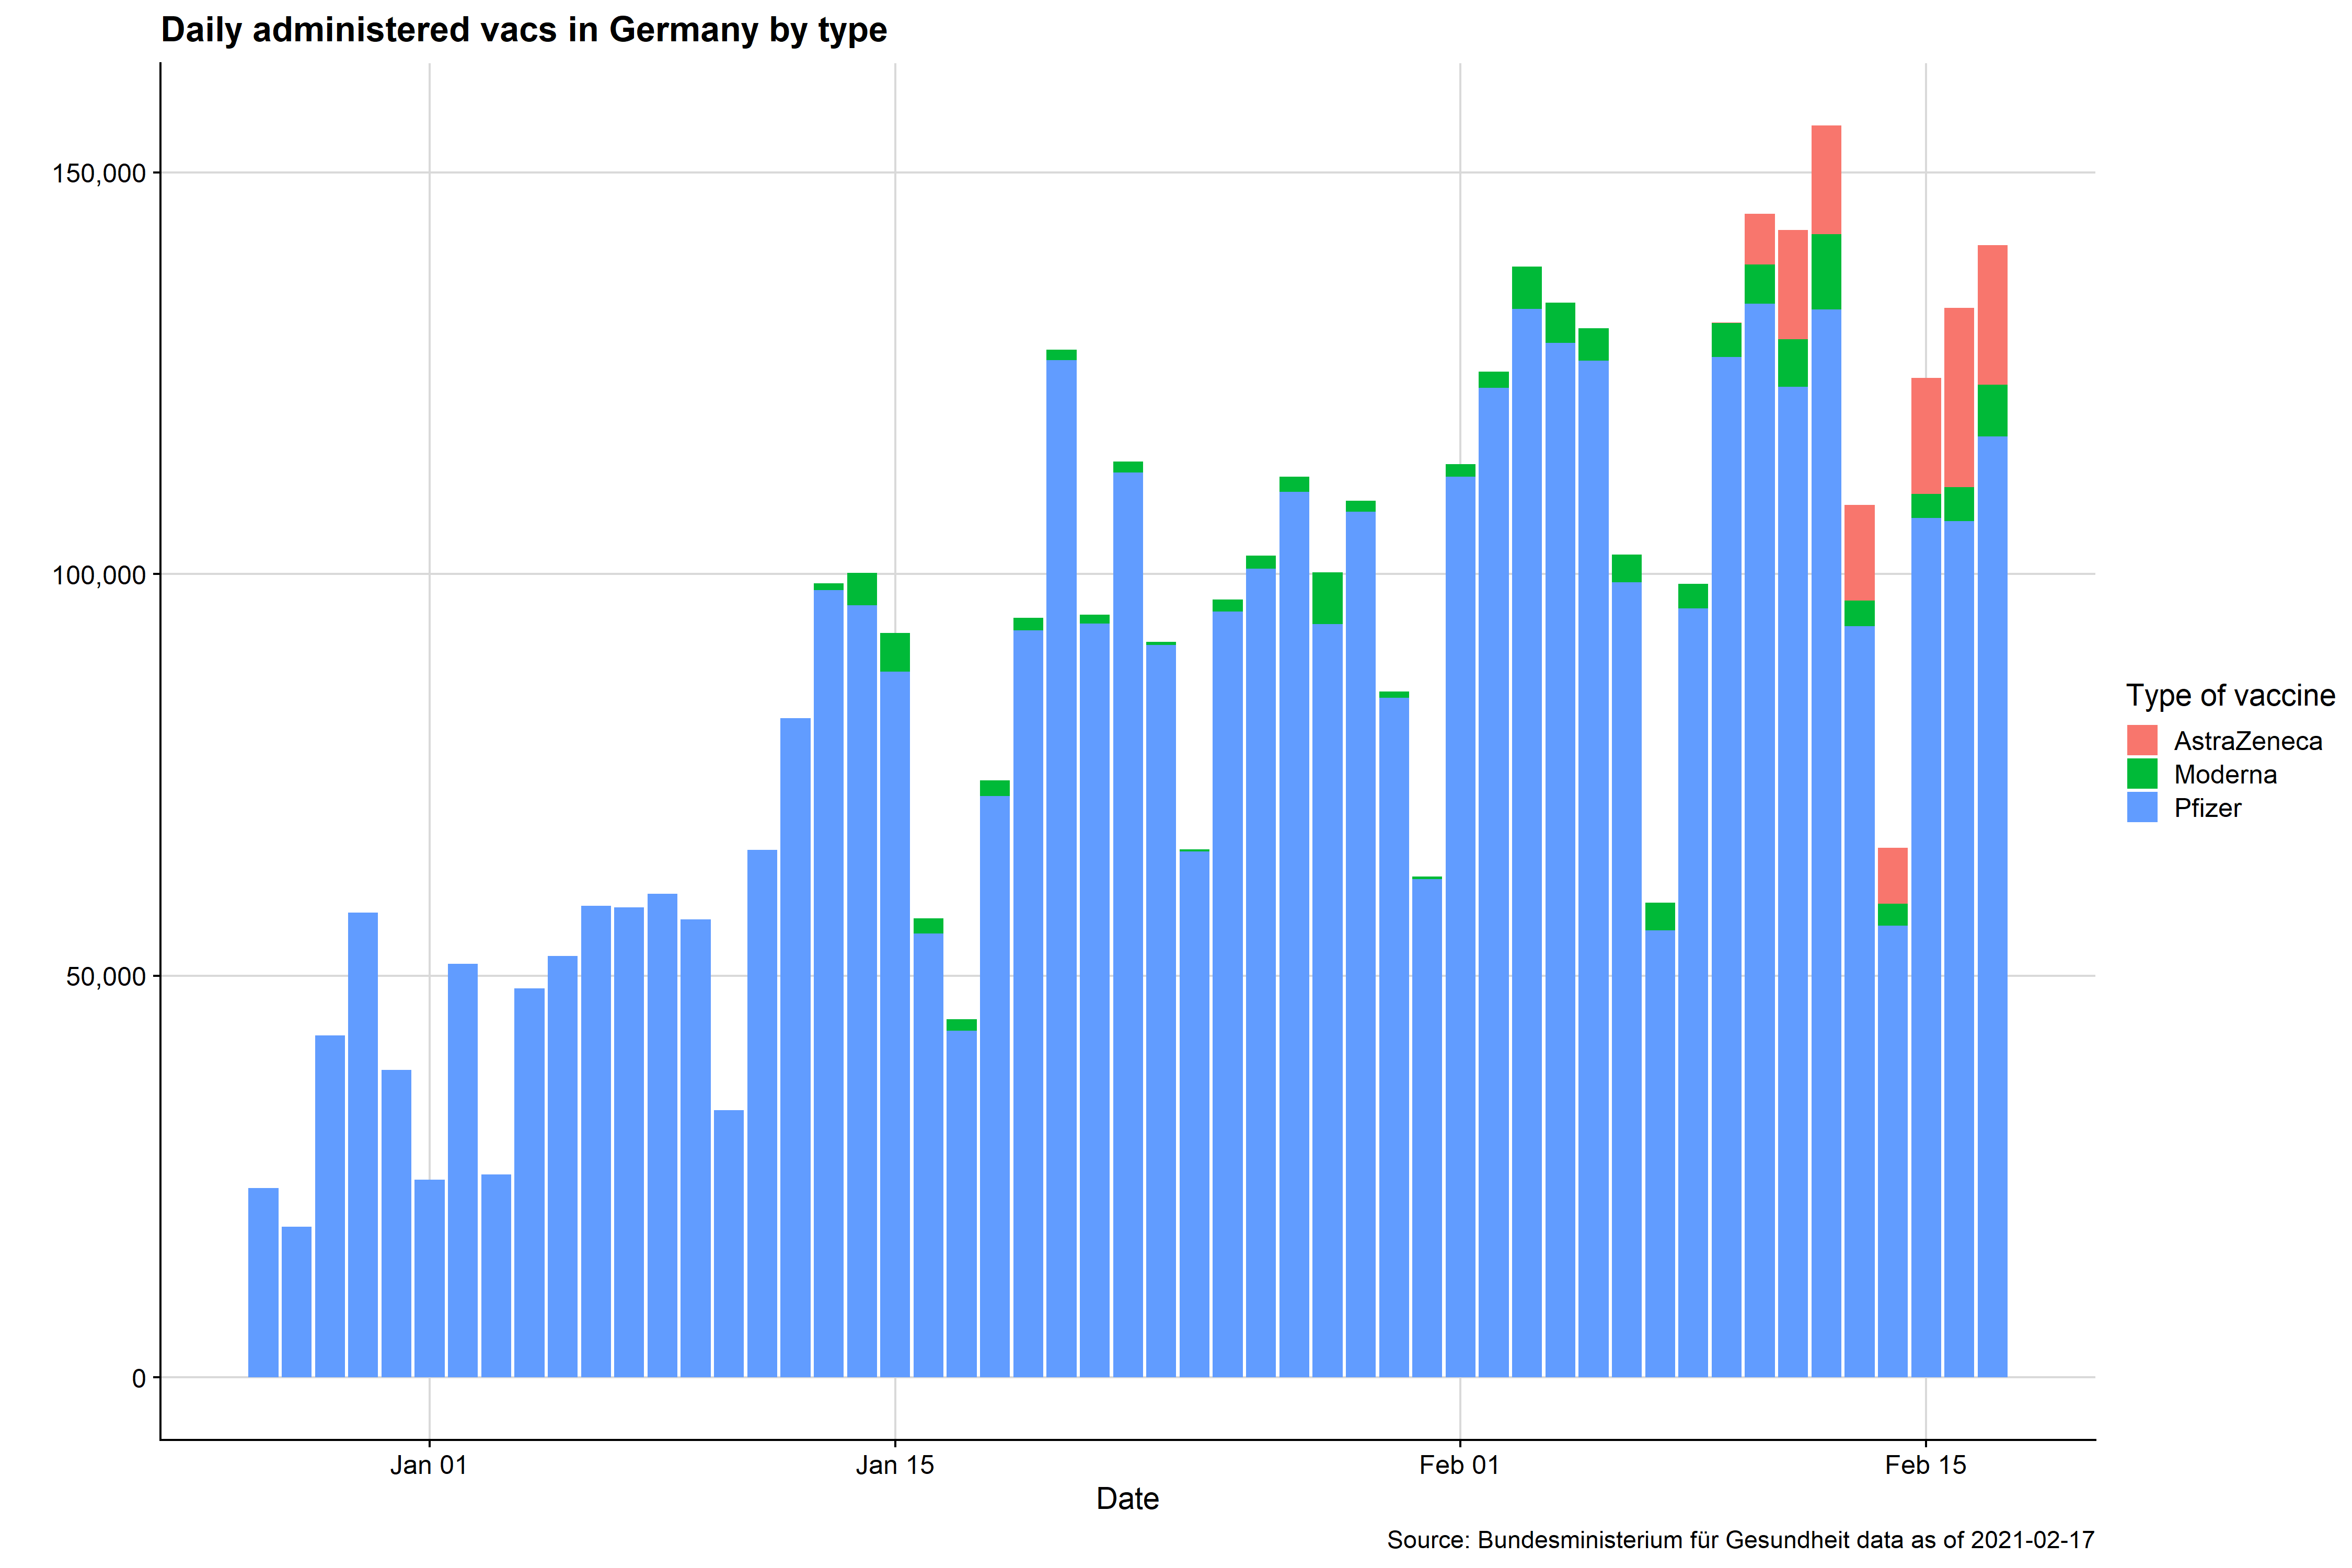 Daily administered vacs in Germany by type
150,000
100,000
50,000
0
Jan 01
Jan 15
Feb 01
Feb 15
Date
Type of vaccine
AstraZeneca
Moderna
Pfizer
Source: Bundesministerium für Gesundheit data as of 2021-02-17